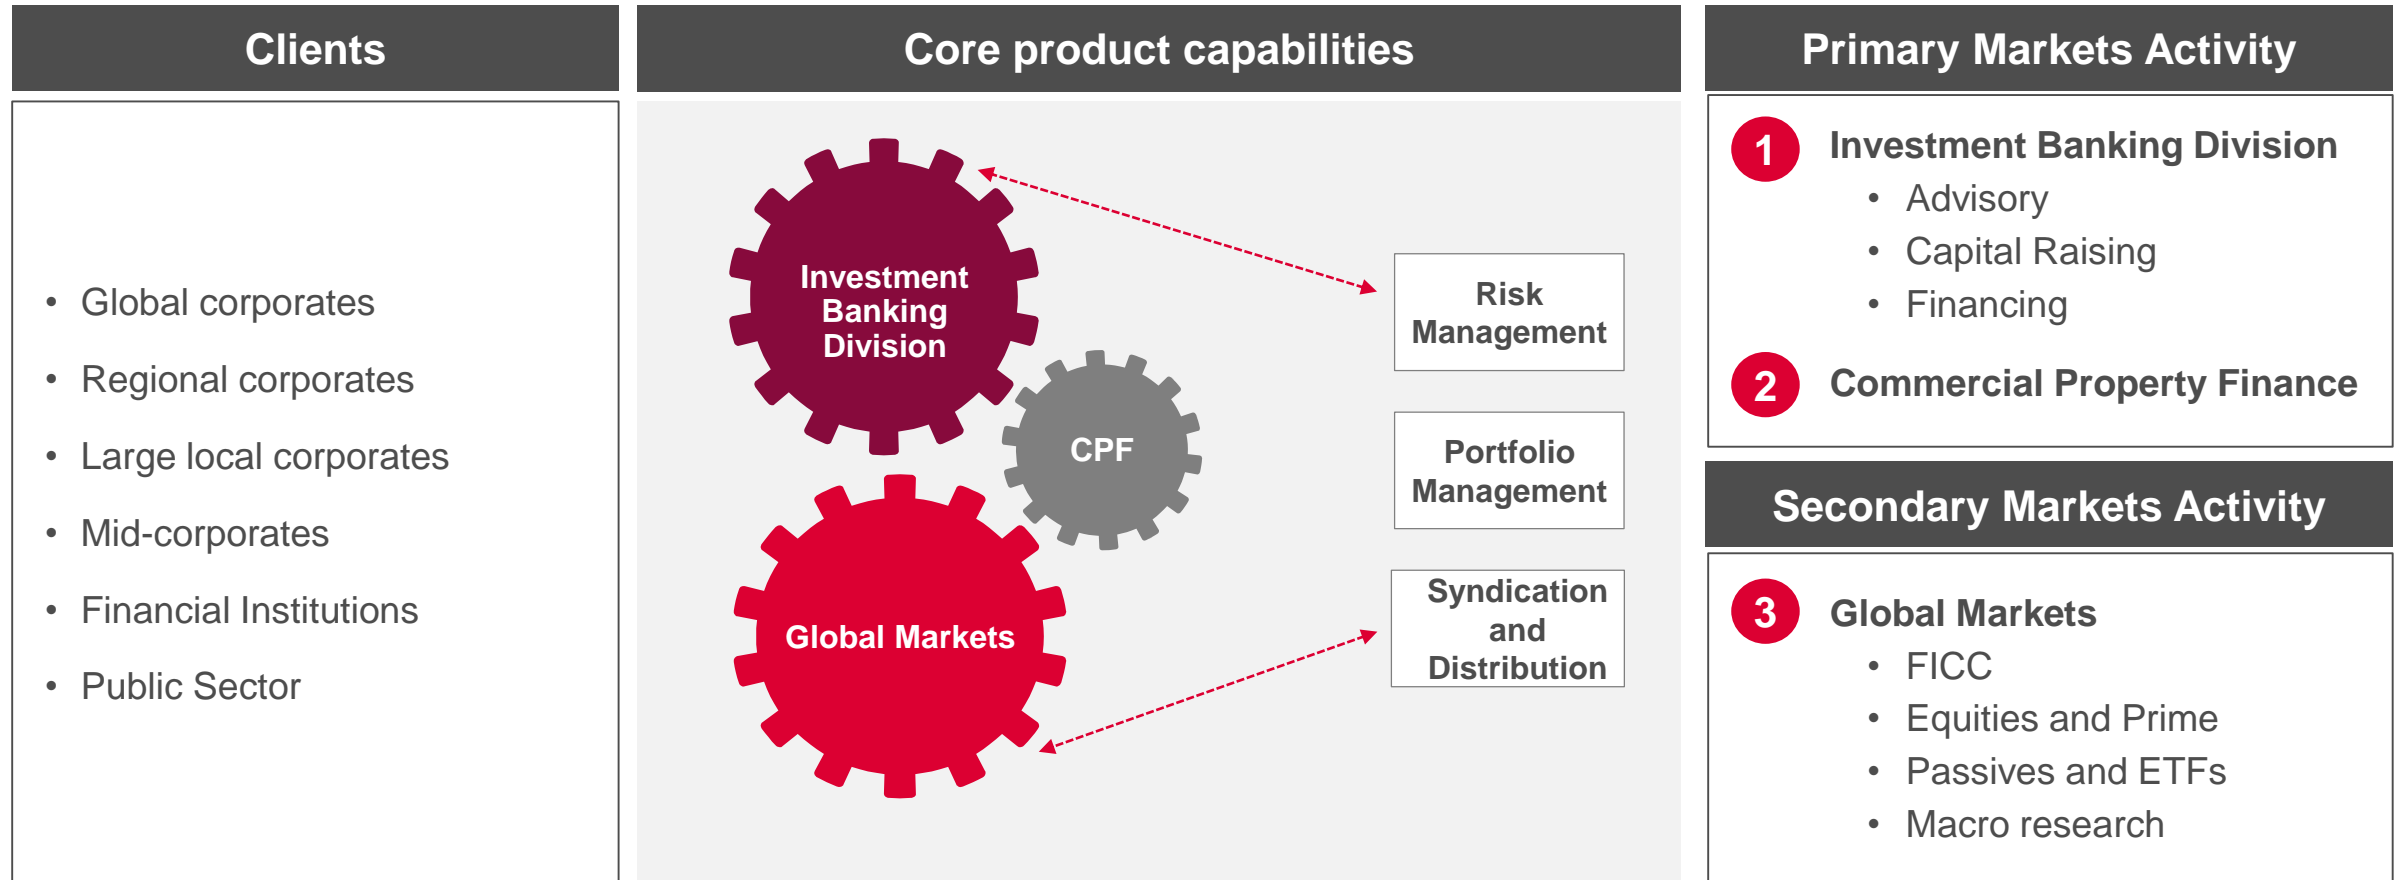 Clients
• Global corporates
• Regional corporates
• Large local corporates
• Mid-corporates
• Financial Institutions
• Public Sector
Core product capabilities
Investment
Banking
Division
CPF
Global Markets
Risk
Management
Portfolio
Management
Syndication
and
Distribution
Primary Markets Activity
1 Investment Banking Division
• Advisory
• Capital Raising
• Financing
2 Commercial Property Finance
Secondary Markets Activity
3 Global Markets
• FICC
• Equities and Prime
• Passives and ETFs
• Macro research